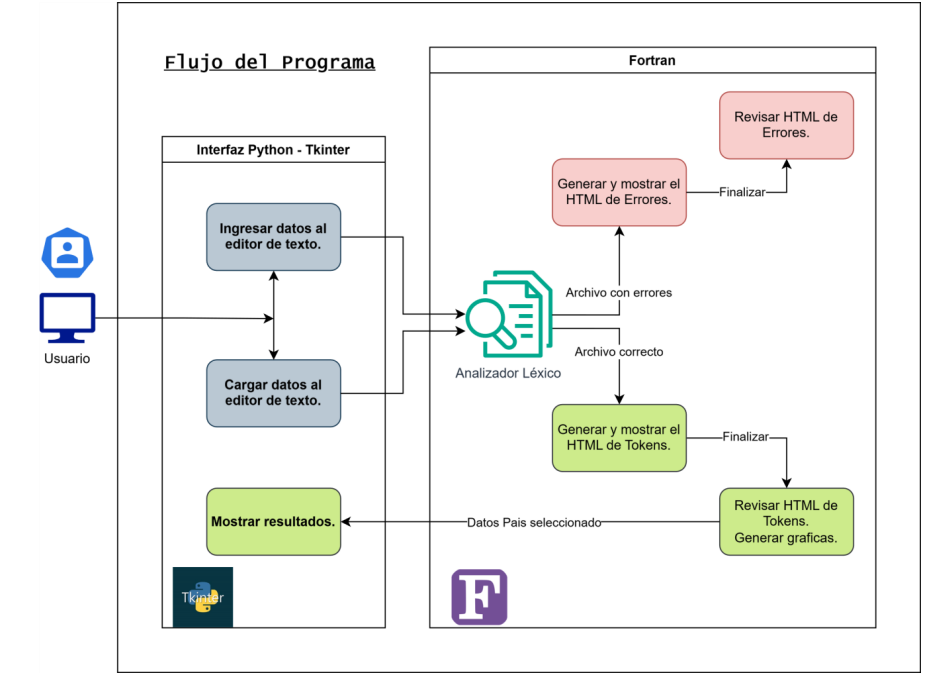 Flujo del Programa
Fortran
Revisar HTML de
Errores.
Interfaz Python - Tkinter
Generar y mostrar el
HTML de Errores.
Finalizar
Ingresar datos al
editor de texto.
Archivo con errores
Usuario
Archivo correcto
Analizador Léxico
Cargar datos al
editor de texto.
Generar y mostrar el
HTML de Tokens.
Finalizar
Mostrar resultados.
Datos Pais seleccionado
Revisar HTML de
Tokens.
Generar graficas.
Tkinter
F